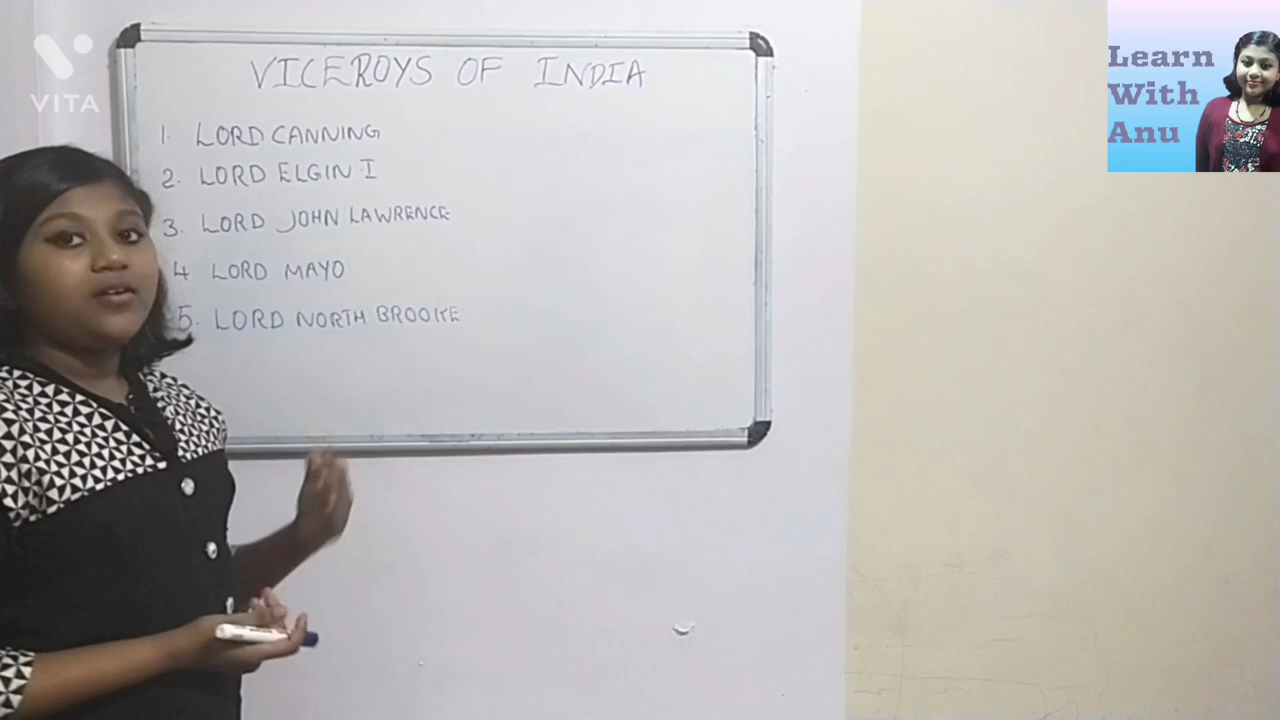 VITA
Learn
With
Anu
VICEROYS OF INDIA
1. LORD CANNING
2. LORD ELGIN I
3. LORD JOHN LAWRENCE
4 LORD MAYO
5. LORD NORTH BROOKE